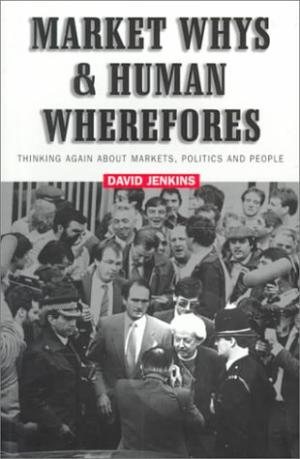 MARKET WHYS
& HUMAN
WHEREFORES
THINKING AGAIN ABOUT MARKETS, POLITICS AND PEOPLE
DAVID JENKINS